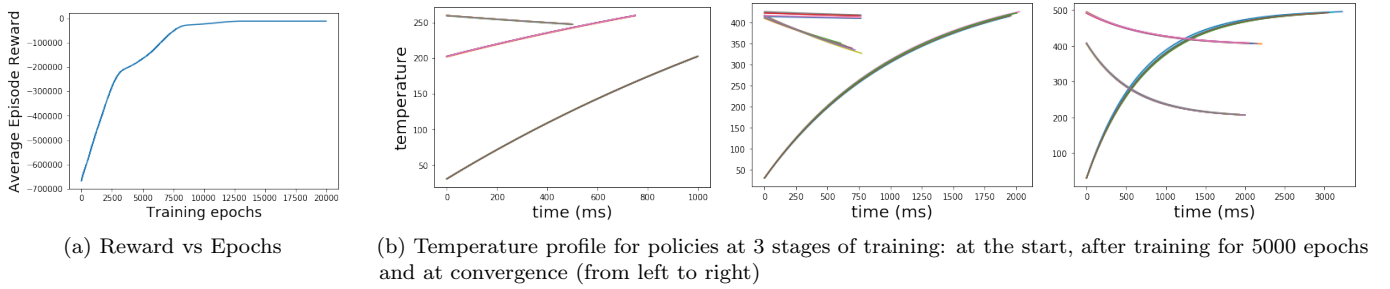 Average Episode Reward
0
−100000
−200000
−300000
−400000
−500000
−600000
−700000
0 2500 5000 7500 10000 12500 15000 17500 20000
Training epochs
temperature
250
200
150
100
50
0 200 400 600 800 1000
time (ms)
400
350
300
250
200
150
100
50
0 250 500 750 1000 1250 1500 1750 2000
time (ms)
500
400
300
200
100
0 500 1000 1500 2000 2500 3000
time (ms)
(a) Reward vs Epochs
(b) Temperature profile for policies at 3 stages of training: at the start, after training for 5000 epochs
and at convergence (from left to right)